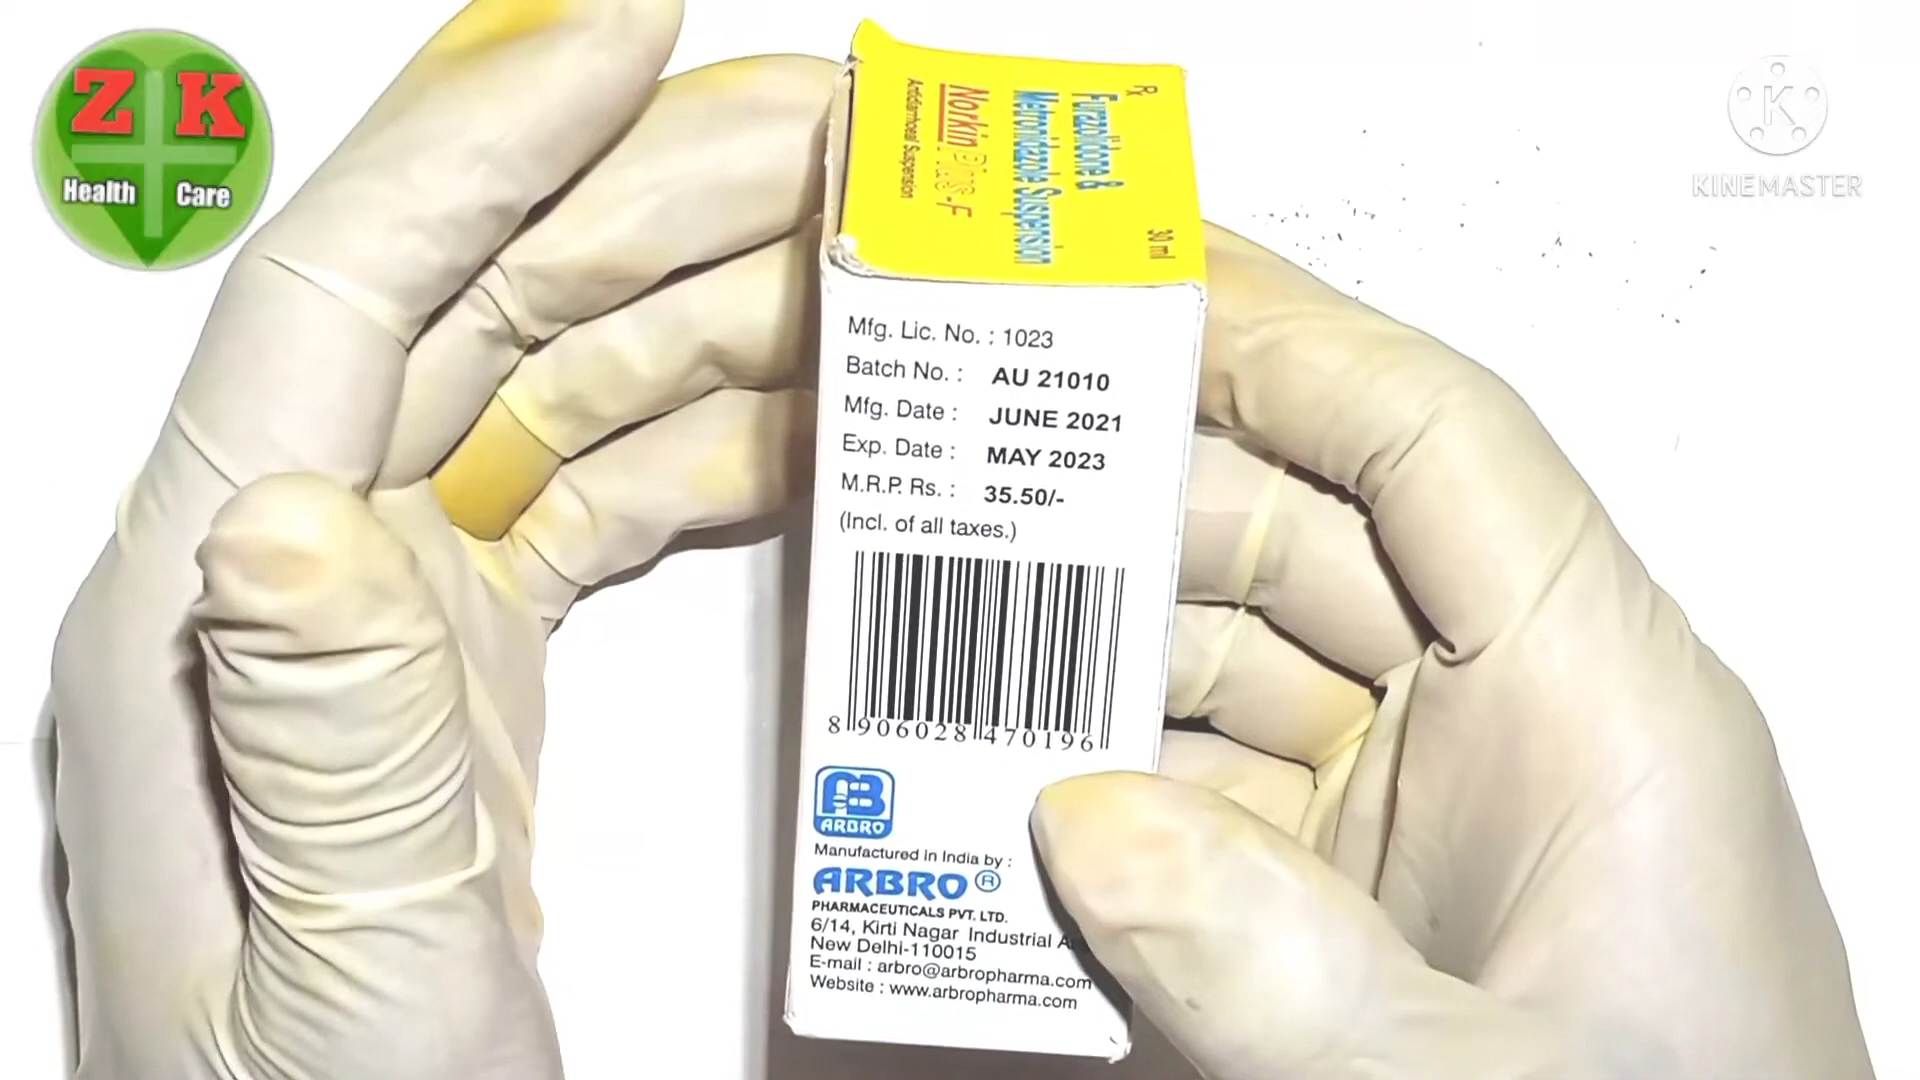 Z K
Health Care
KINEMASTER
Rx
30 ml
Furazolidone &
Metronidazole Suspension
Norkin Plus-F
Antidiarrhoeal Suspension
Mfg. Lic. No. : 1023
Batch No. : AU 21010
Mfg. Date : JUNE 2021
Exp. Date : MAY 2023
M.R.P. Rs. : 35.50/-
(Incl. of all taxes.)
8 906028 470196
ARBRO
Manufactured in India by :
ARBRO ®
PHARMACEUTICALS PVT. LTD.
6/14, Kirti Nagar Industrial
New Delhi-110015
E-mail : arbro@arbropharma.com
Website : www.arbropharma.com